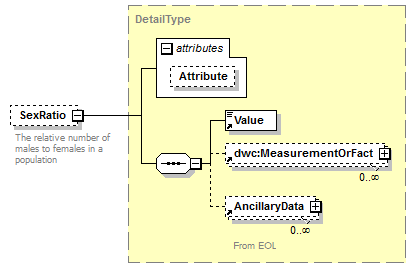 DetailType
attributes
Attribute
SexRatio
The relative number of
males to females in a
population
Value
dwc:MeasurementOrFact
0..∞
AncillaryData
0..∞
From EOL